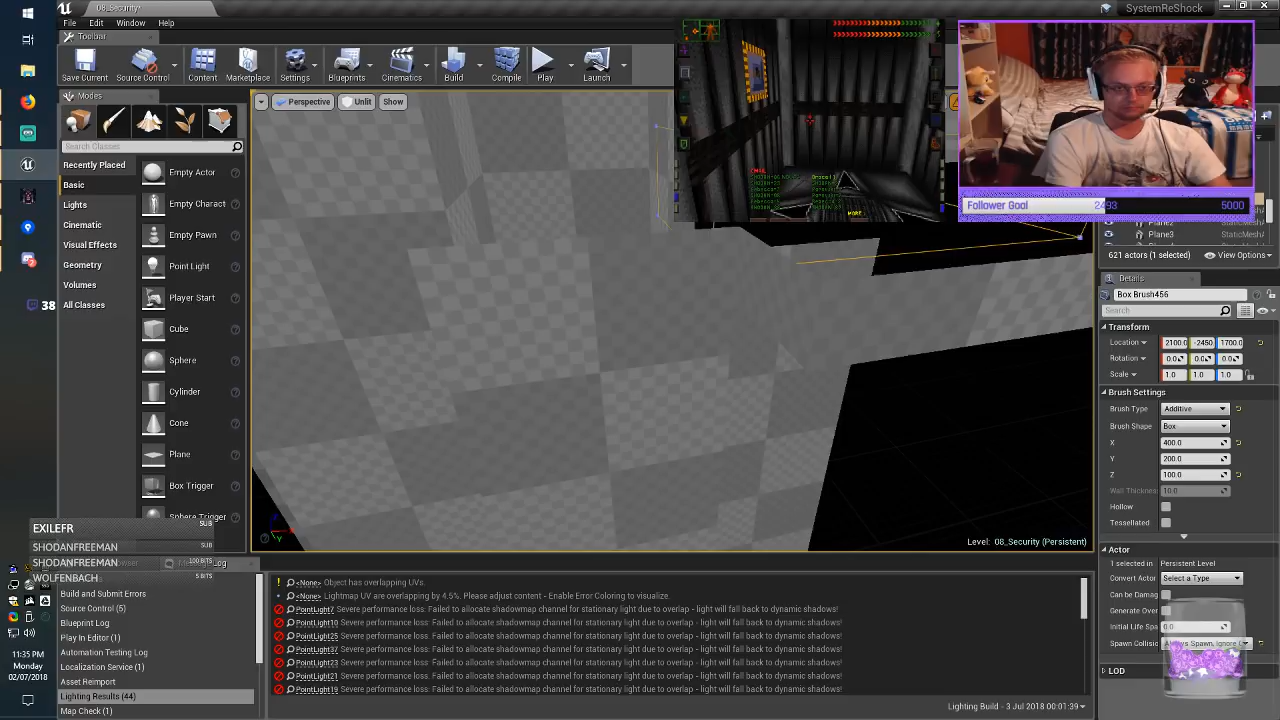 08_Security*
SystemReShock
File Edit Window Help
Toolbar
Save Current Source Control Content Marketplace Settings Blueprints Cinematics Build Compile Play Launch
Modes
Perspective Unlit Show
Search Classes
Recently Placed
Basic
Lights
Cinematic
Visual Effects
Geometry
Volumes
All Classes
Empty Actor
Empty Charact
Empty Pawn
Point Light
Player Start
Cube
Sphere
Cylinder
Cone
Plane
Box Trigger
Sphere Trigger
MORE
Follower Goal 2493 5000
Plane2
Plane3
621 actors (1 selected) View Options
Details
Box Brush456
Search
Transform
Location 2100.0 -2450 1700.0
Rotation 0.0 0.0 0.0
Scale 1.0 1.0 1.0
Brush Settings
Brush Type Additive
Brush Shape Box
X 400.0
Y 200.0
Z 100.0
Wall Thickness 10.0
Hollow
Tessellated
Actor
1 selected in Persistent Level
Convert Actor Select a Type
Can be Damag
Generate Over
Initial Life Spa 0.0
Spawn Collisio
LOD
Level: 08_Security (Persistent)
38
EXILEFR SUB
SHODANFREEMAN SUB
SHODANFREEMAN 100 BITS
WOLFENBACH 5 BITS
Log
Build and Submit Errors
Source Control (5)
Blueprint Log
Play In Editor (1)
Automation Testing Log
Localization Service (1)
Asset Reimport
Lighting Results (44)
Map Check (1)
<None> Object has overlapping UVs.
<None> Lightmap UV are overlapping by 4.5%. Please adjust content - Enable Error Coloring to visualize.
PointLight7 Severe performance loss: Failed to allocate shadowmap channel for stationary light due to overlap - light will fall back to dynamic shadows!
PointLight10 Severe performance loss: Failed to allocate shadowmap channel for stationary light due to overlap - light will fall back to dynamic shadows!
PointLight25 Severe performance loss: Failed to allocate shadowmap channel for stationary light due to overlap - light will fall back to dynamic shadows!
PointLight37 Severe performance loss: Failed to allocate shadowmap channel for stationary light due to overlap - light will fall back to dynamic shadows!
PointLight23 Severe performance loss: Failed to allocate shadowmap channel for stationary light due to overlap - light will fall back to dynamic shadows!
PointLight21 Severe performance loss: Failed to allocate shadowmap channel for stationary light due to overlap - light will fall back to dynamic shadows!
PointLight19 Severe performance loss: Failed to allocate shadowmap channel for stationary light due to overlap - light will fall back to dynamic shadows!
Lighting Build - 3 Jul 2018 00:01:39
11:35 PM
Monday
02/07/2018